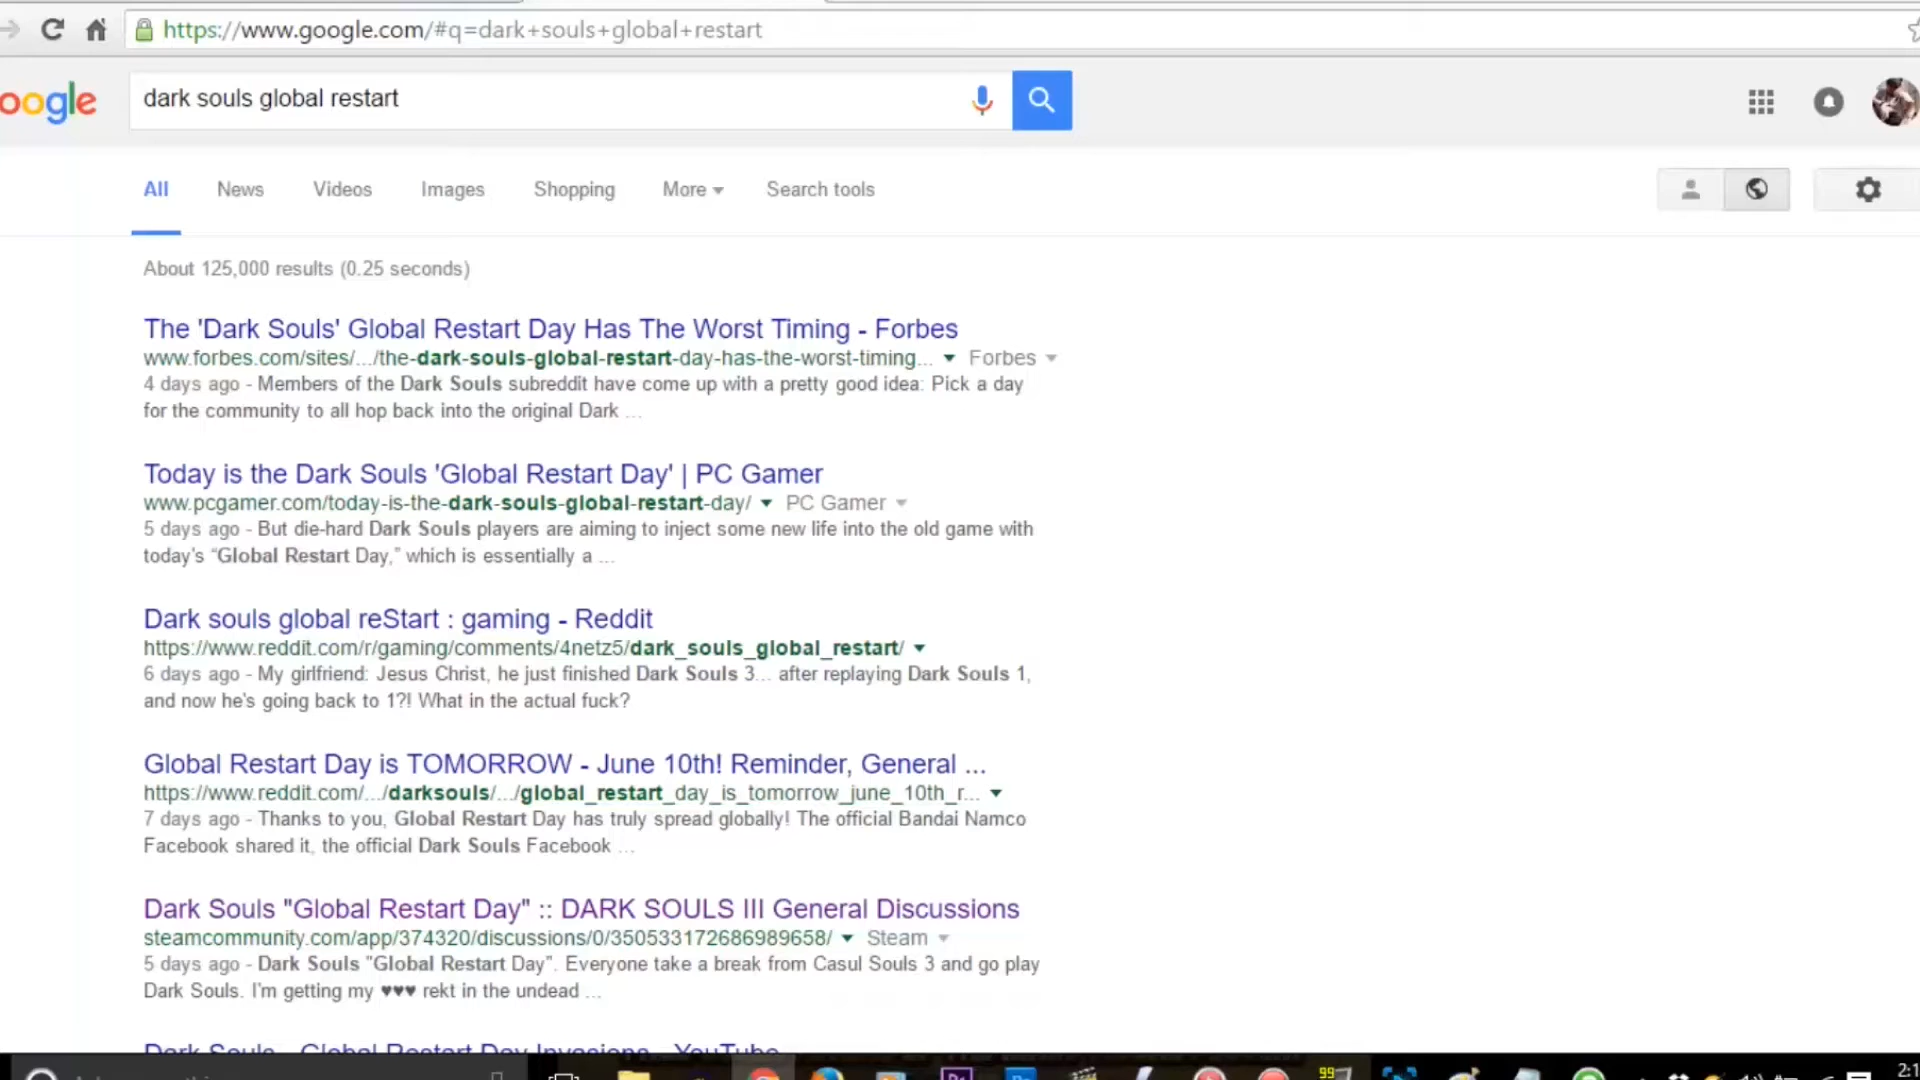 https://www.google.com/#q=dark+souls+global+restart
oogle
dark souls global restart
All News Videos Images Shopping More Search tools
About 125,000 results (0.25 seconds)
The 'Dark Souls' Global Restart Day Has The Worst Timing - Forbes
www.forbes.com/sites/.../the-dark-souls-global-restart-day-has-the-worst-timing... Forbes
4 days ago - Members of the Dark Souls subreddit have come up with a pretty good idea: Pick a day
for the community to all hop back into the original Dark ...
Today is the Dark Souls 'Global Restart Day' | PC Gamer
www.pcgamer.com/today-is-the-dark-souls-global-restart-day/ PC Gamer
5 days ago - But die-hard Dark Souls players are aiming to inject some new life into the old game with
today's “Global Restart Day,” which is essentially a ...
Dark souls global reStart : gaming - Reddit
https://www.reddit.com/r/gaming/comments/4netz5/dark_souls_global_restart/
6 days ago - My girlfriend: Jesus Christ, he just finished Dark Souls 3... after replaying Dark Souls 1,
and now he's going back to 1?! What in the actual fuck?
Global Restart Day is TOMORROW - June 10th! Reminder, General ...
https://www.reddit.com/.../darksouls/.../global_restart_day_is_tomorrow_june_10th_r...
7 days ago - Thanks to you, Global Restart Day has truly spread globally! The official Bandai Namco
Facebook shared it, the official Dark Souls Facebook ...
Dark Souls "Global Restart Day" :: DARK SOULS III General Discussions
steamcommunity.com/app/374320/discussions/0/350533172686989658/ Steam
5 days ago - Dark Souls "Global Restart Day". Everyone take a break from Casul Souls 3 and go play
Dark Souls. I'm getting my ♥♥♥ rekt in the undead ...
Dark Souls - Global Restart Day Invasions - YouTube
99
2:1